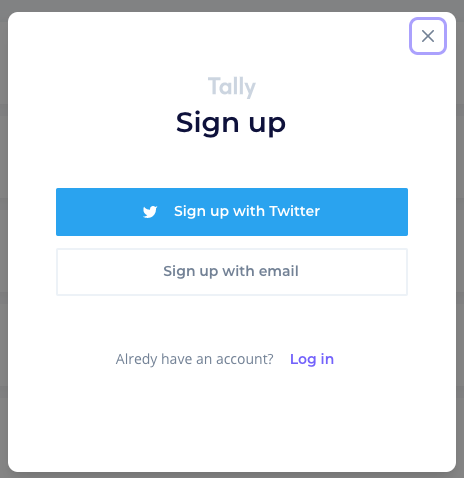 Tally
Sign up
Sign up with Twitter
Sign up with email
Alredy have an account? Log in